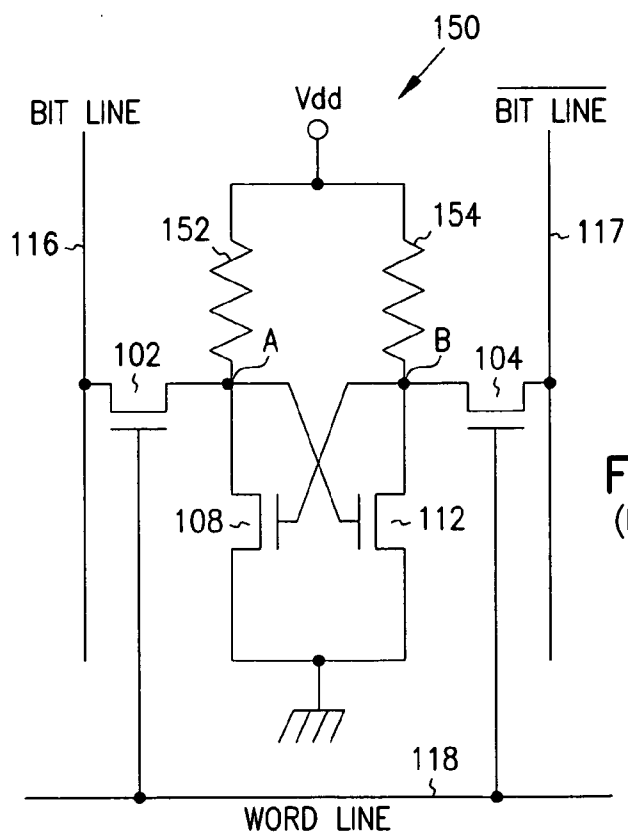 150
Vdd
BIT LINE
BIT LINE
152
154
116
117
102
A
B
104
108
112
F
118
WORD LINE